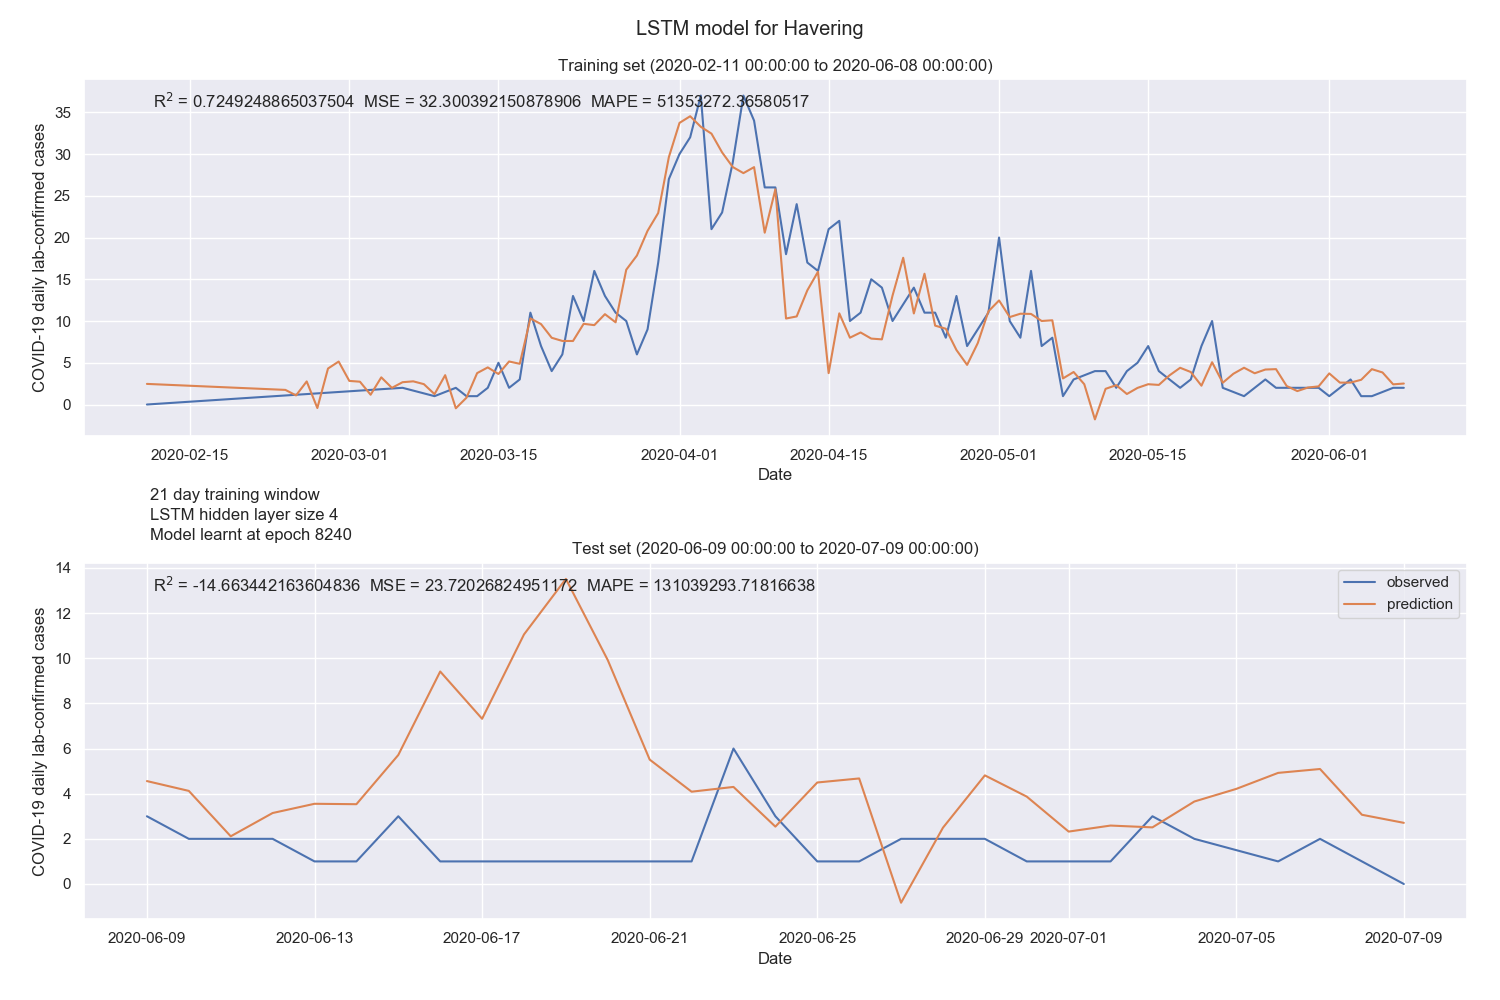 LSTM model for Havering
Training set (2020-02-11 00:00:00 to 2020-06-08 00:00:00)
R² = 0.7249248865037504 MSE = 32.300392150878906 MAPE = 51353272.36580517
COVID-19 daily lab-confirmed cases
35
30
25
20
15
10
5
0
2020-02-15 2020-03-01 2020-03-15 2020-04-01 2020-04-15 2020-05-01 2020-05-15 2020-06-01
Date
21 day training window
LSTM hidden layer size 4
Model learnt at epoch 8240
Test set (2020-06-09 00:00:00 to 2020-07-09 00:00:00)
R² = -14.663442163604836 MSE = 23.72026824951172 MAPE = 131039293.71816638
observed
prediction
COVID-19 daily lab-confirmed cases
14
12
10
8
6
4
2
0
2020-06-09 2020-06-13 2020-06-17 2020-06-21 2020-06-25 2020-06-29 2020-07-01 2020-07-05 2020-07-09
Date